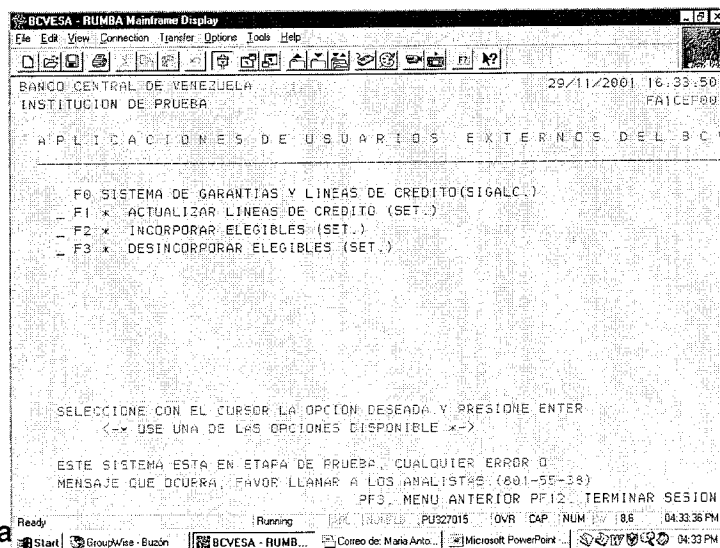 BCVESA - RUMBA Mainframe Display
File Edit View Connection Transfer Options Tools Help
BANCO CENTRAL DE VENEZUELA 29/11/2001 16.33.50
INSTITUCION DE PRUEBA FA1CEP00
A P L I C A C I O N E S D E U S U A R I O S E X T E R N O S D E L B C V
F0 SISTEMA DE GARANTIAS Y LINEAS DE CREDITO(SIGALC.)
_ F1 * ACTUALIZAR LINEAS DE CREDITO (SET.)
_ F2 * INCORPORAR ELEGIBLES (SET.)
_ F3 * DESINCORPORAR ELEGIBLES (SET.)
SELECCIONE CON EL CURSOR LA OPCION DESEADA Y PRESIONE ENTER
<-* USE UNA DE LAS OPCIONES DISPONIBLE *->
ESTE SISTEMA ESTA EN ETAPA DE PRUEBA, CUALQUIER ERROR O
MENSAJE QUE OCURRA, FAVOR LLAMAR A LOS ANALISTAS (801-55-38)
PF3. MENU ANTERIOR PF12. TERMINAR SESION
a
Ready Running PU327015 OVR CAP NUM 8,6 04:33:36 PM
Start GroupWise - Buzón BCVESA - RUMB... Correo de: Maria Anto... Microsoft PowerPoint - ... 04:33 PM